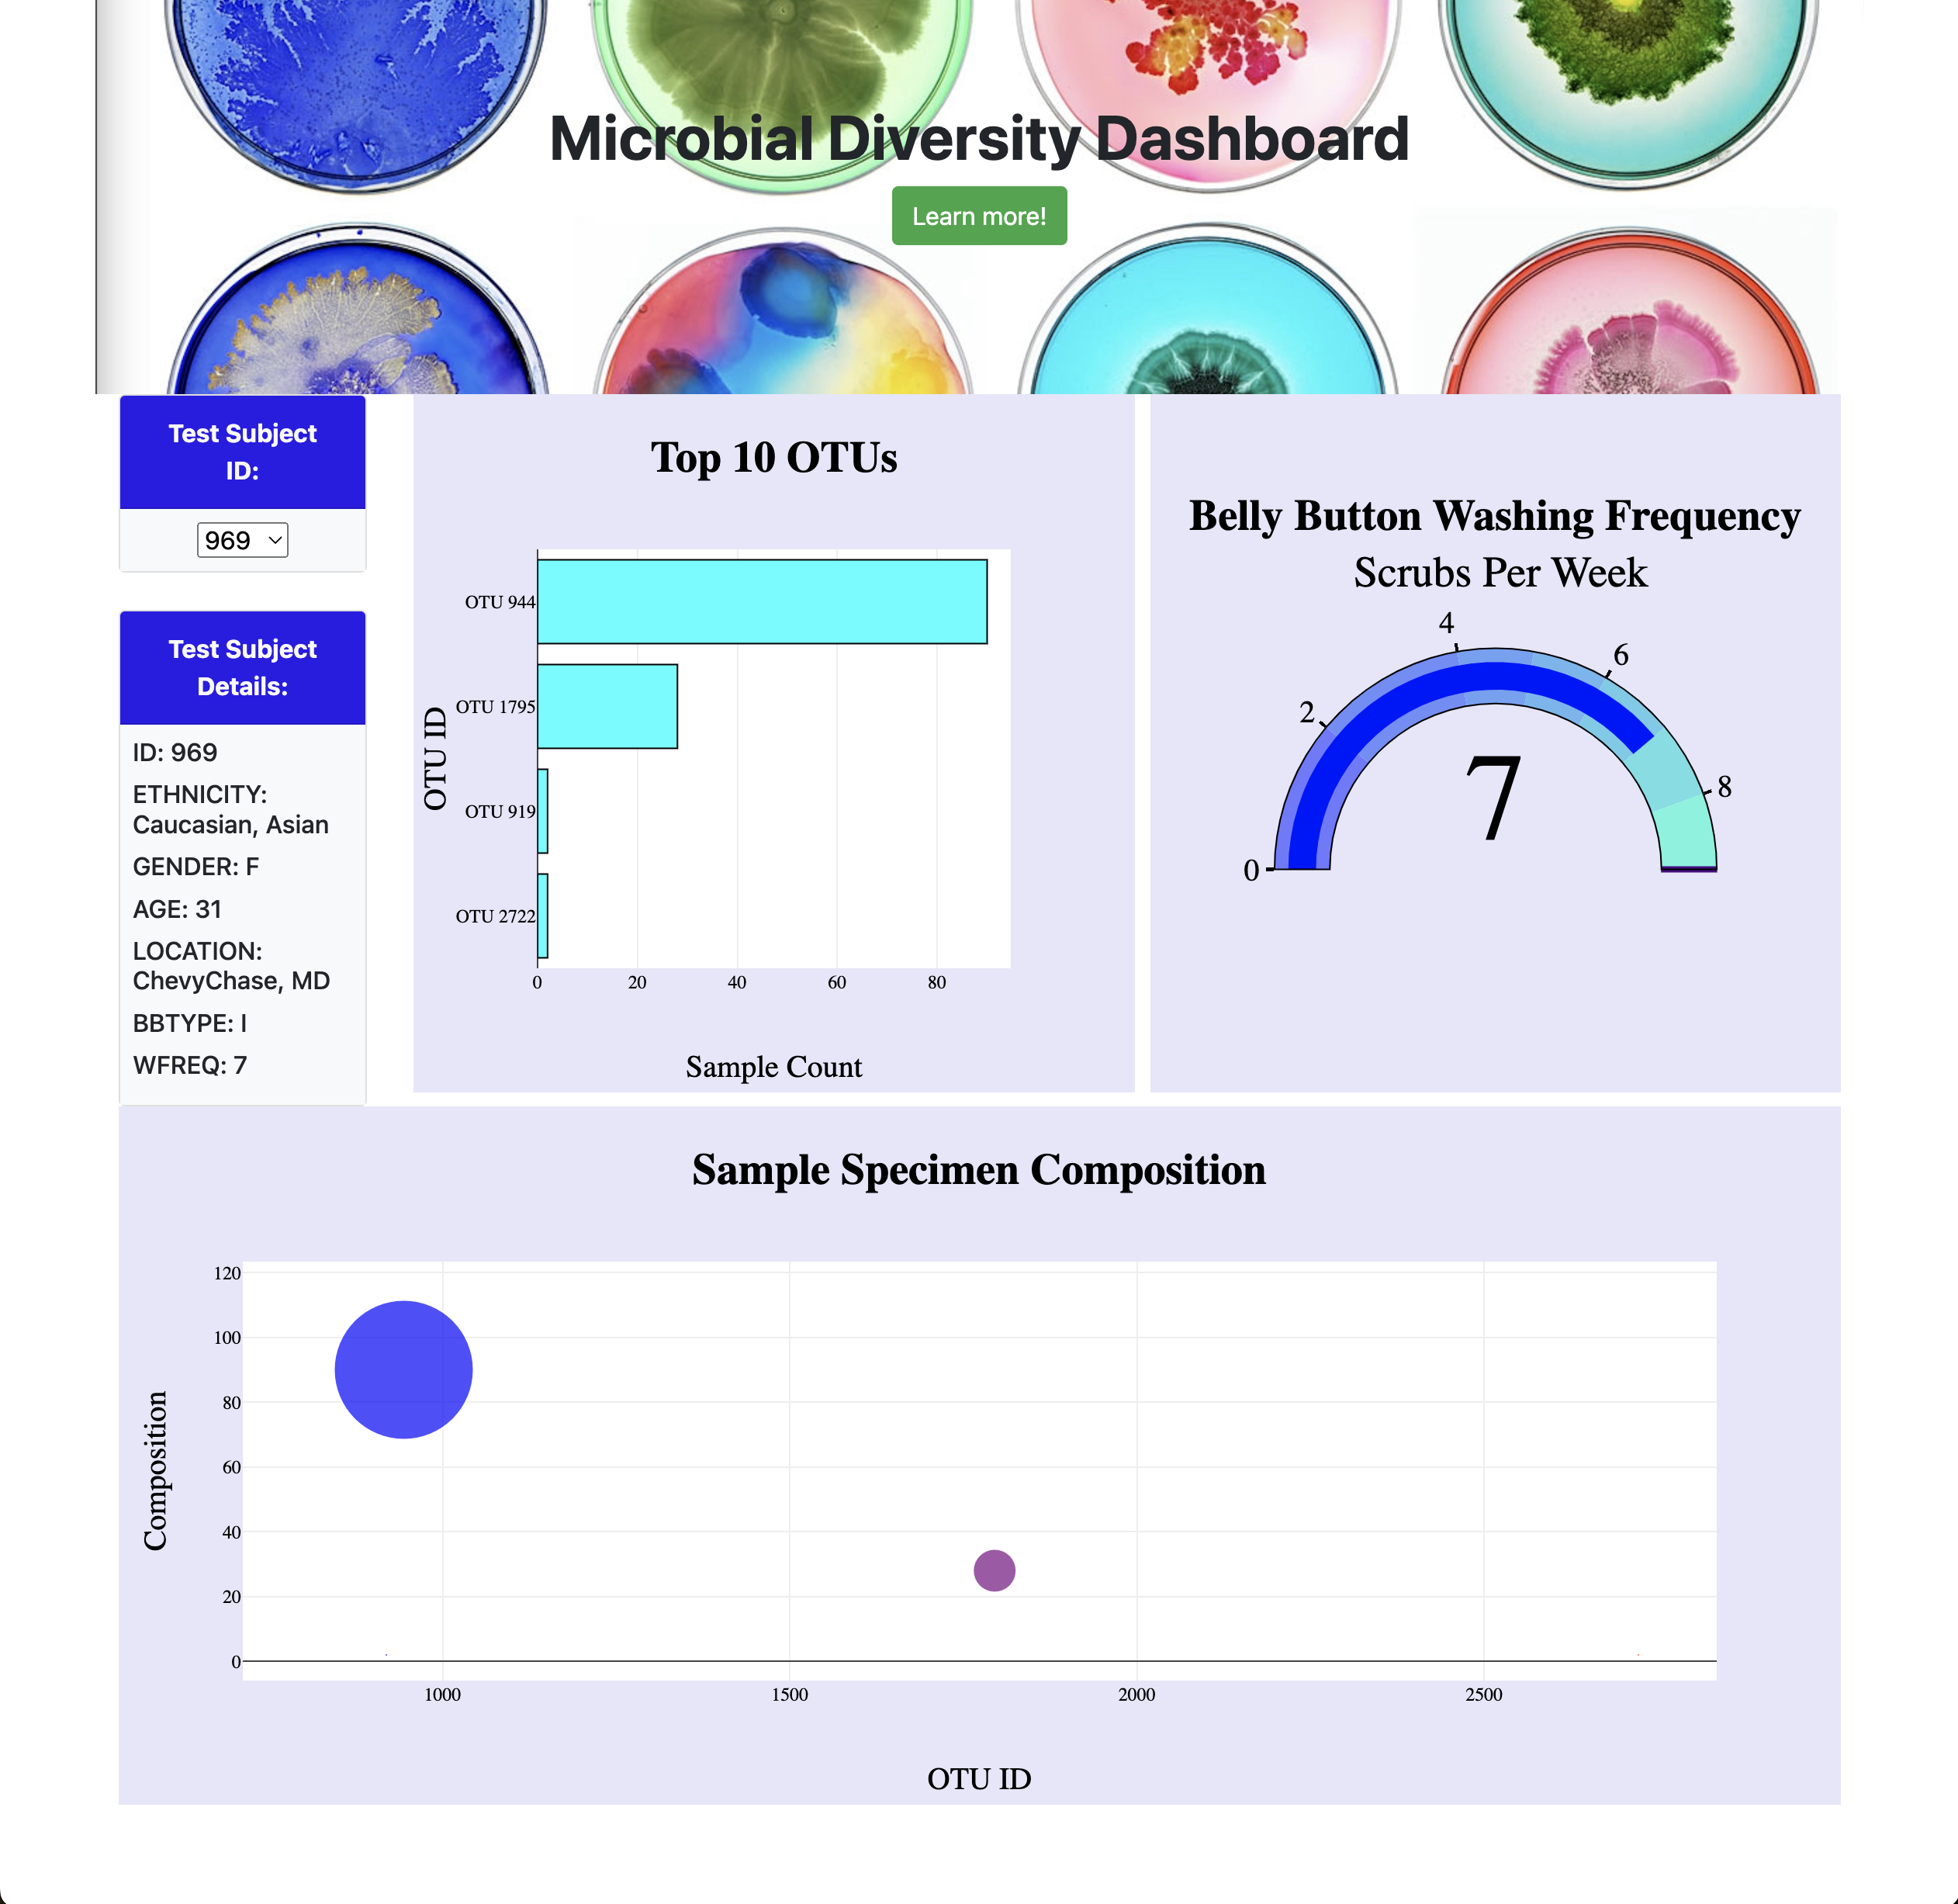 Microbial Diversity Dashboard
Learn more!
Test Subject
ID:
969
Test Subject
Details:
ID: 969
ETHNICITY:
Caucasian, Asian
GENDER: F
AGE: 31
LOCATION:
ChevyChase, MD
BBTYPE: I
WFREQ: 7
Top 10 OTUs
OTU ID
OTU 944
OTU 1795
OTU 919
OTU 2722
0 20 40 60 80
Sample Count
Belly Button Washing Frequency
Scrubs Per Week
0
2
4
6
8
7
Sample Specimen Composition
Composition
120
100
80
60
40
20
0
1000 1500 2000 2500
OTU ID